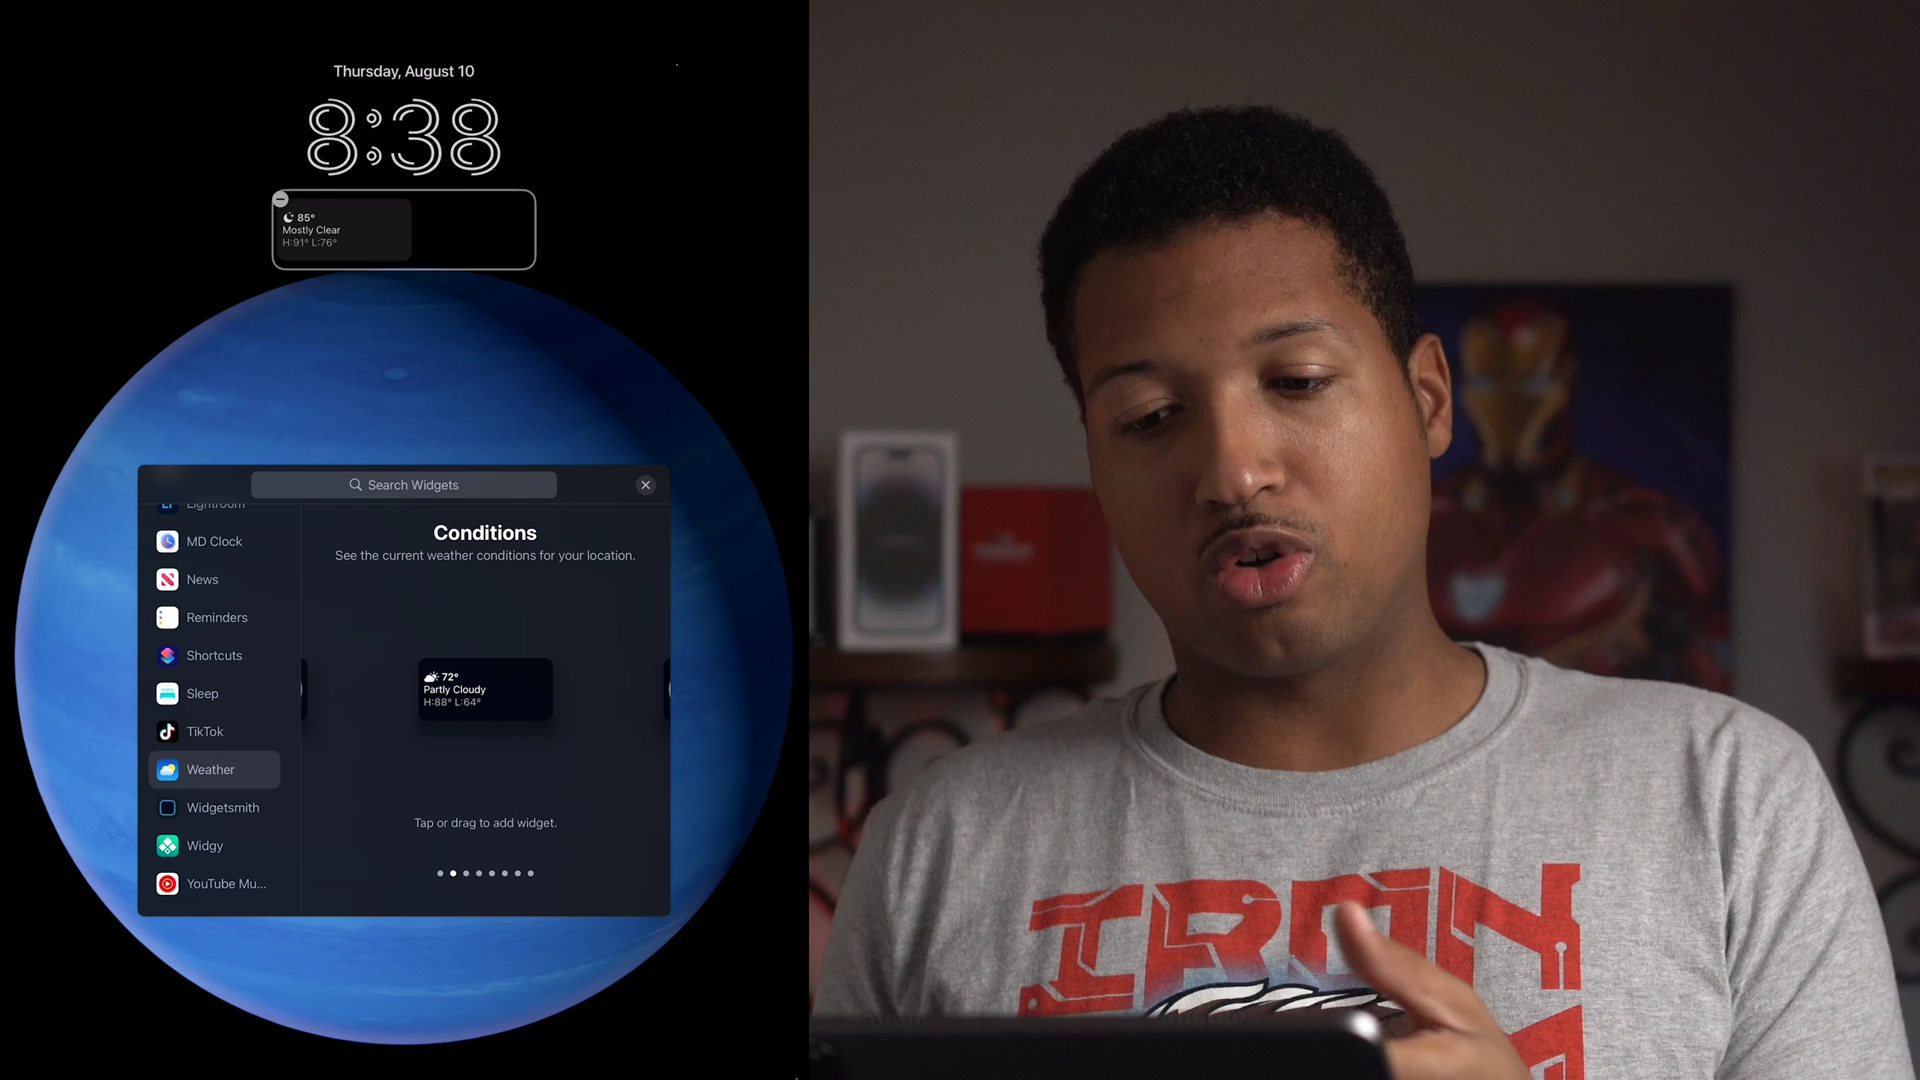 Thursday, August 10
8:38
85°
Mostly Clear
H:91° L:76°
Search Widgets
Lightroom
MD Clock
News
Reminders
Shortcuts
Sleep
TikTok
Weather
Widgetsmith
Widgy
YouTube Mu...
Conditions
See the current weather conditions for your location.
72°
Partly Cloudy
H:88° L:64°
Tap or drag to add widget.
IRON